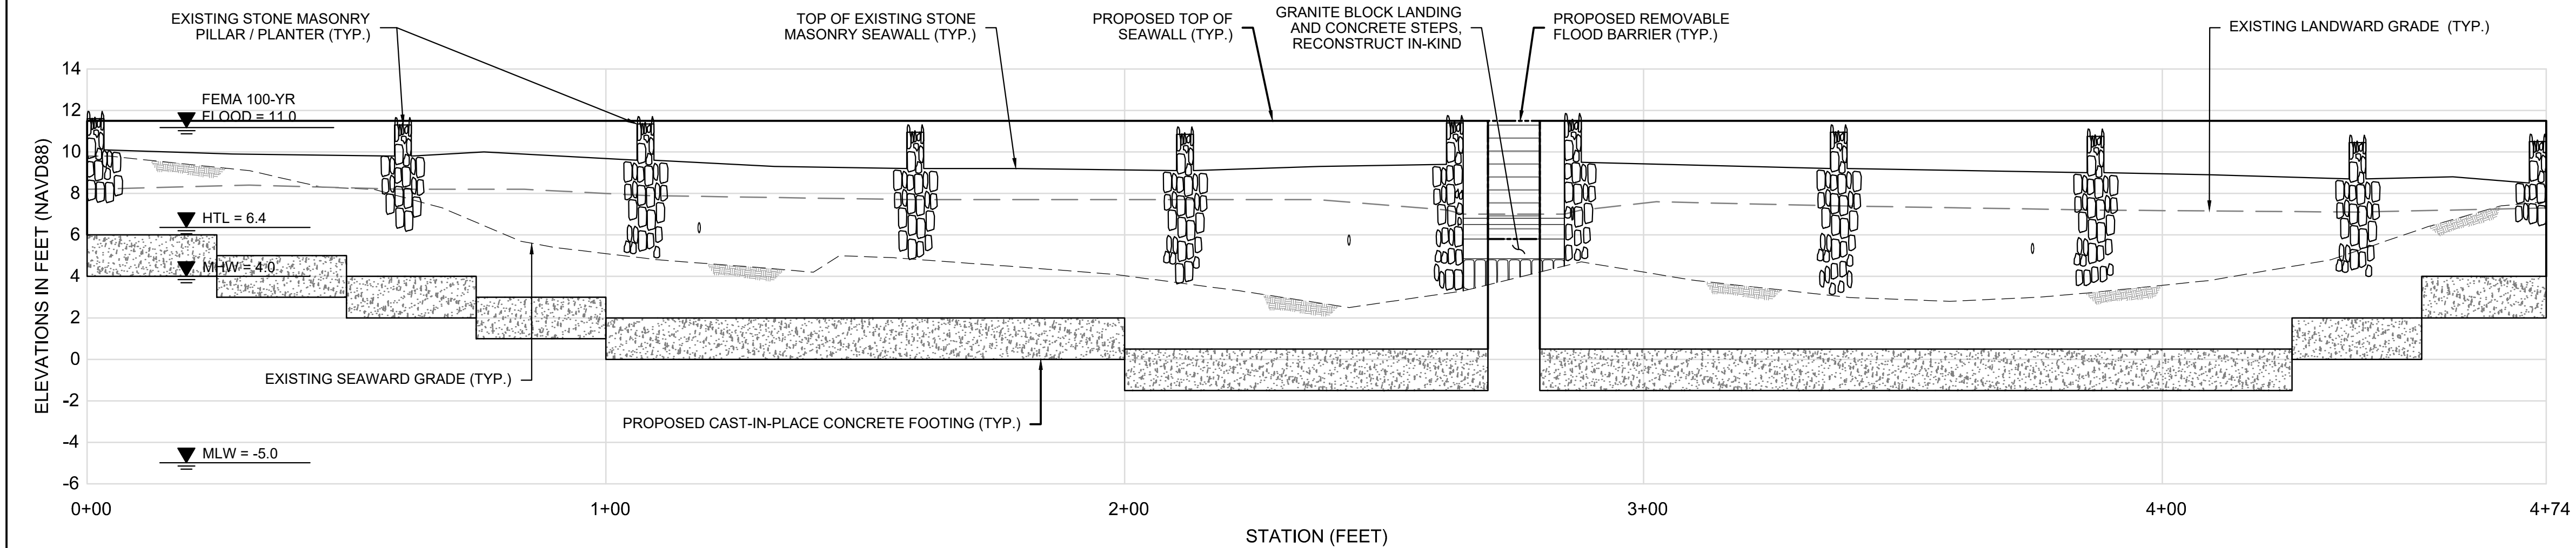 EXISTING STONE MASONRY
PILLAR / PLANTER (TYP.)
TOP OF EXISTING STONE
MASONRY SEAWALL (TYP.)
PROPOSED TOP OF
SEAWALL (TYP.)
GRANITE BLOCK LANDING
AND CONCRETE STEPS,
RECONSTRUCT IN-KIND
PROPOSED REMOVABLE
FLOOD BARRIER (TYP.)
EXISTING LANDWARD GRADE (TYP.)
ELEVATIONS IN FEET (NAVD88)
14
12
10
8
6
4
2
0
-2
-4
-6
FEMA 100-YR
FLOOD = 11.0
HTL = 6.4
MHW = 4.0
EXISTING SEAWARD GRADE (TYP.)
PROPOSED CAST-IN-PLACE CONCRETE FOOTING (TYP.)
MLW = -5.0
0+00
1+00
2+00
3+00
4+00
4+74
STATION (FEET)